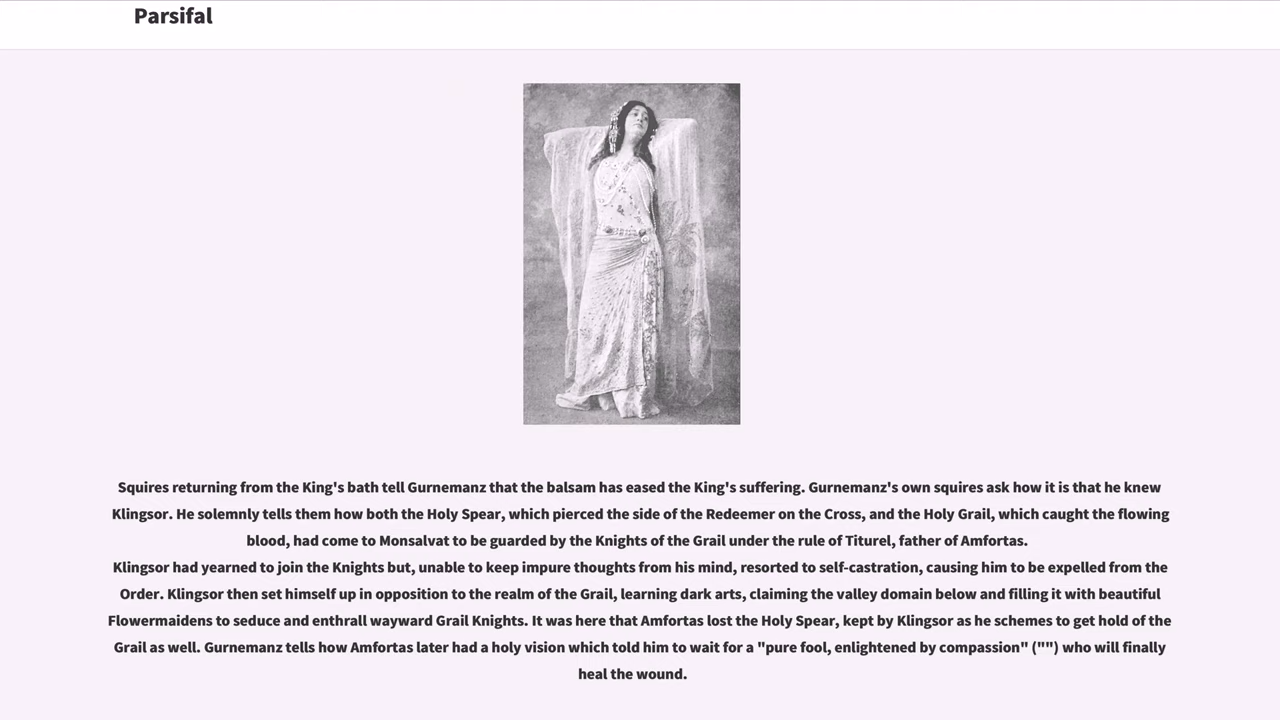 Parsifal
Squires returning from the King's bath tell Gurnemanz that the balsam has eased the King's suffering. Gurnemanz's own squires ask how it is that he knew
Klingsor. He solemnly tells them how both the Holy Spear, which pierced the side of the Redeemer on the Cross, and the Holy Grail, which caught the flowing
blood, had come to Monsalvat to be guarded by the Knights of the Grail under the rule of Titurel, father of Amfortas.
Klingsor had yearned to join the Knights but, unable to keep impure thoughts from his mind, resorted to self-castration, causing him to be expelled from the
Order. Klingsor then set himself up in opposition to the realm of the Grail, learning dark arts, claiming the valley domain below and filling it with beautiful
Flowermaidens to seduce and enthrall wayward Grail Knights. It was here that Amfortas lost the Holy Spear, kept by Klingsor as he schemes to get hold of the
Grail as well. Gurnemanz tells how Amfortas later had a holy vision which told him to wait for a "pure fool, enlightened by compassion" ("") who will finally
heal the wound.